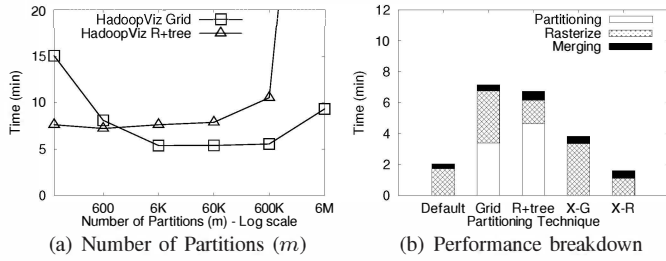 20
15
10
5
0
Time (min)
HadoopViz Grid
HadoopViz R+tree
600 6K 60K 600K 6M
Number of Partitions (m) - Log scale
(a) Number of Partitions (m)
12
10
8
6
4
2
0
Time (min)
Partitioning
Rasterize
Merging
Default Grid R+tree X-G X-R
Partitioning Technique
(b) Performance breakdown